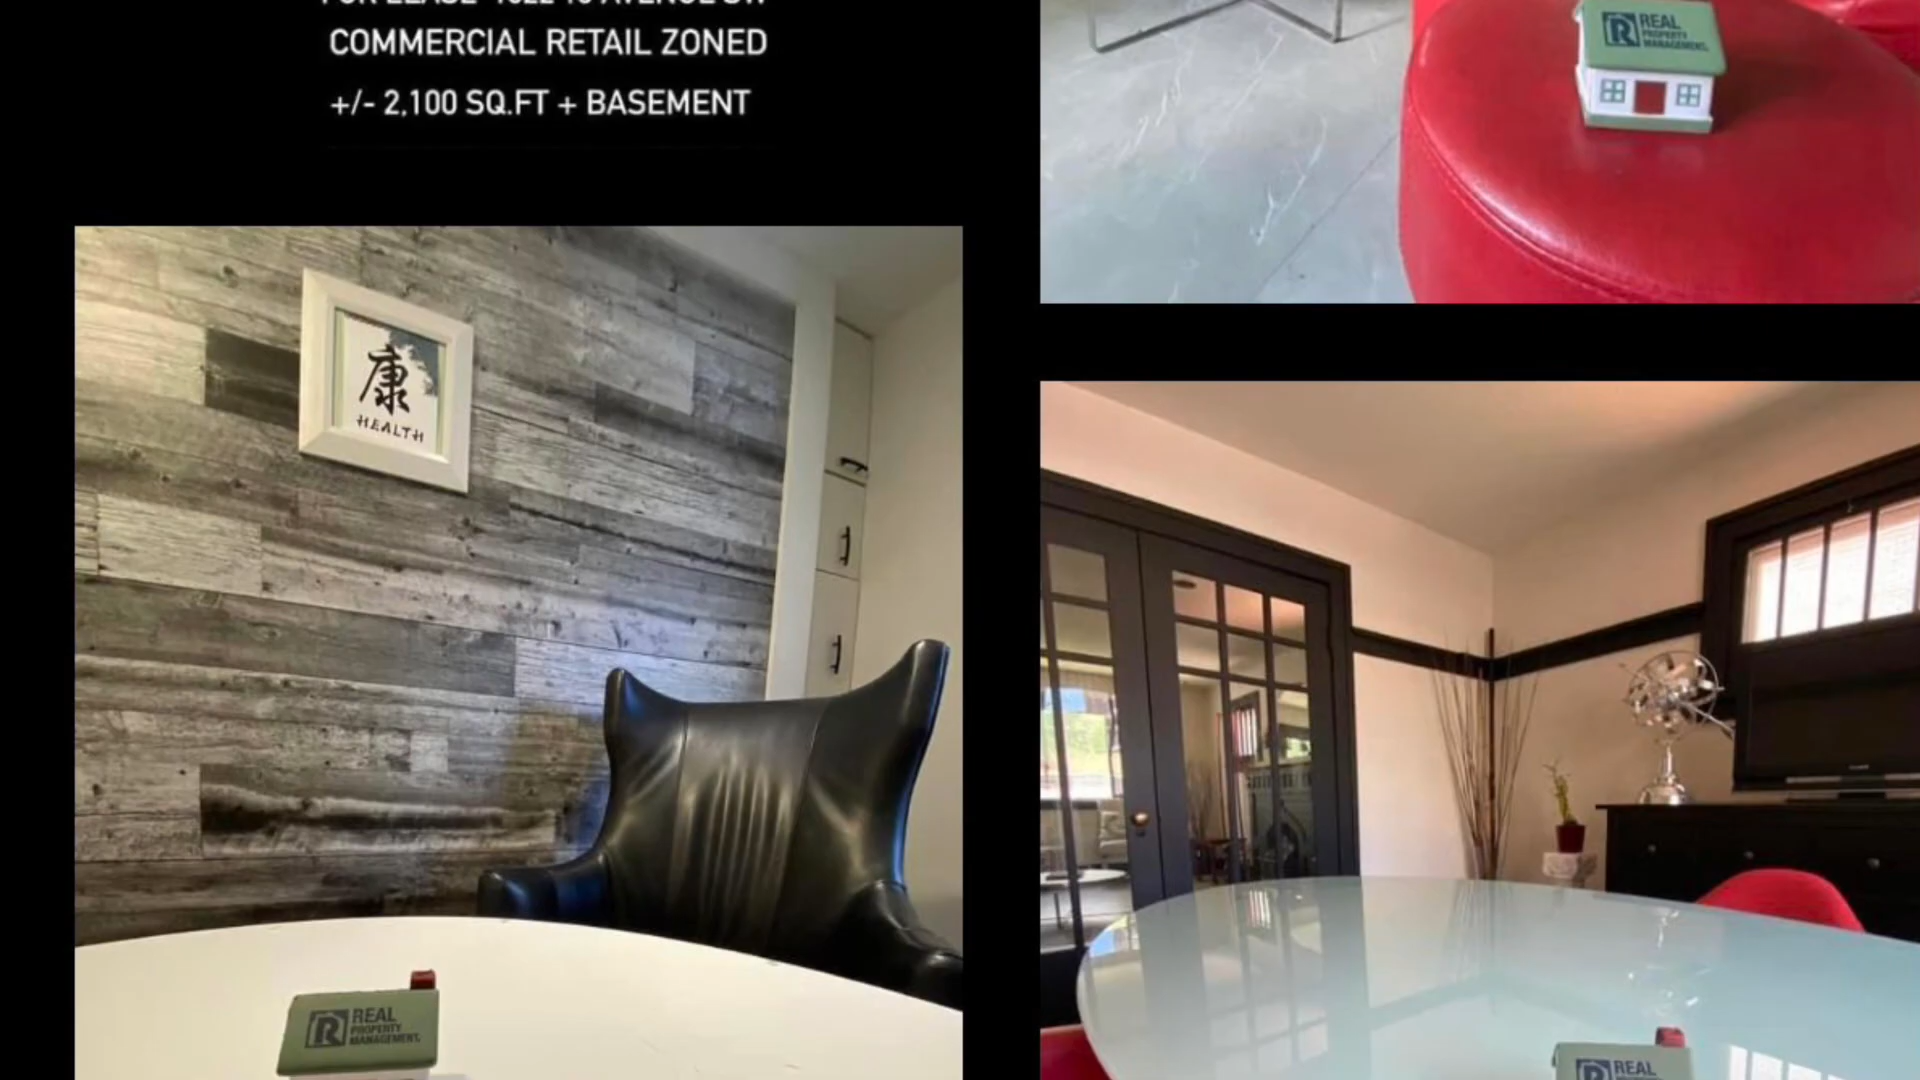 COMMERCIAL RETAIL ZONED
+/- 2,100 SQ.FT + BASEMENT
REAL
PROPERTY
MANAGEMENT
康
HEALTH
REAL
PROPERTY
MANAGEMENT
REAL